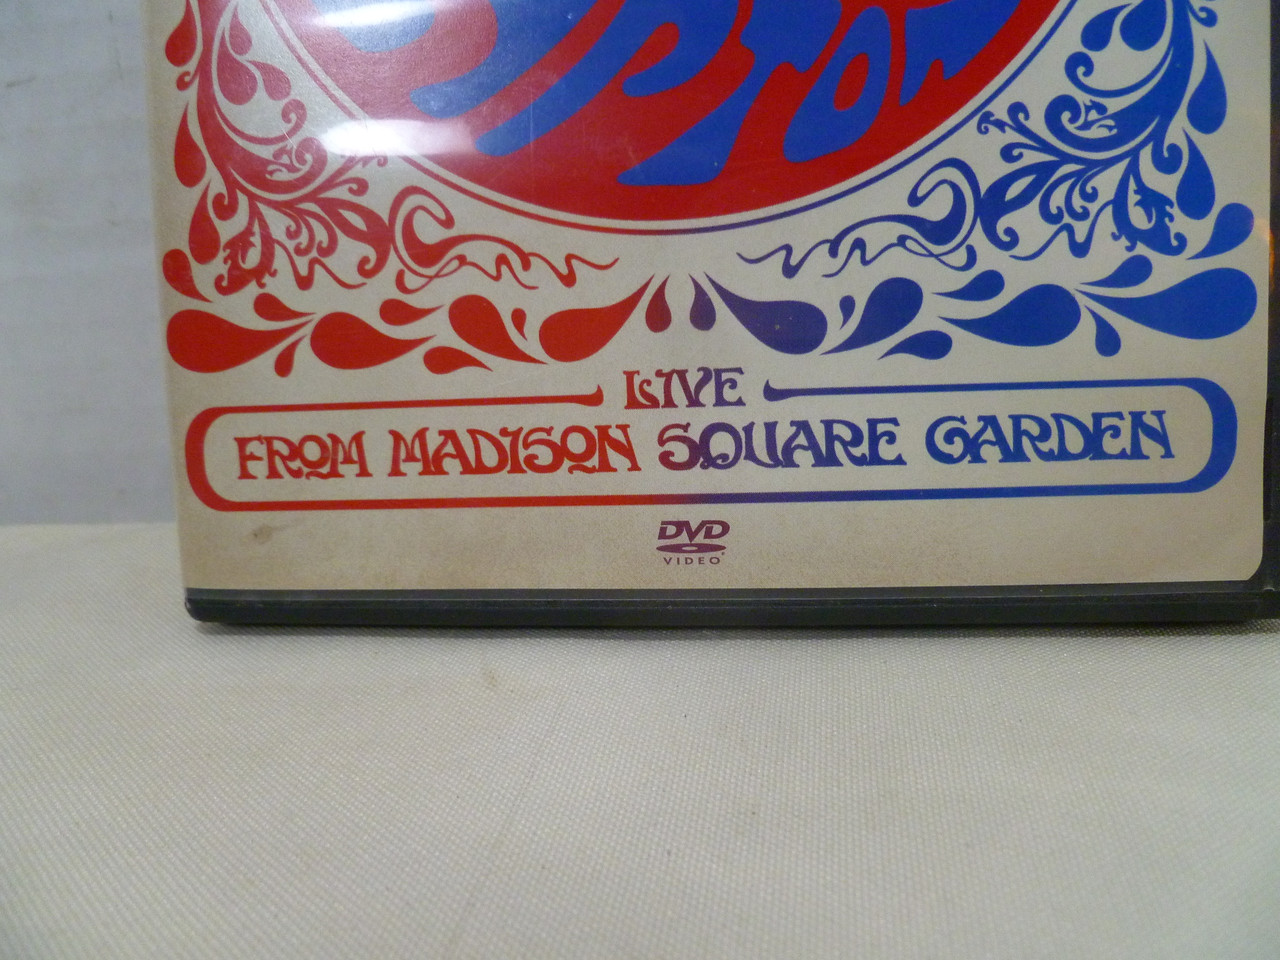 LIVE
FROM MADISON SQUARE GARDEN
DVD
VIDEO